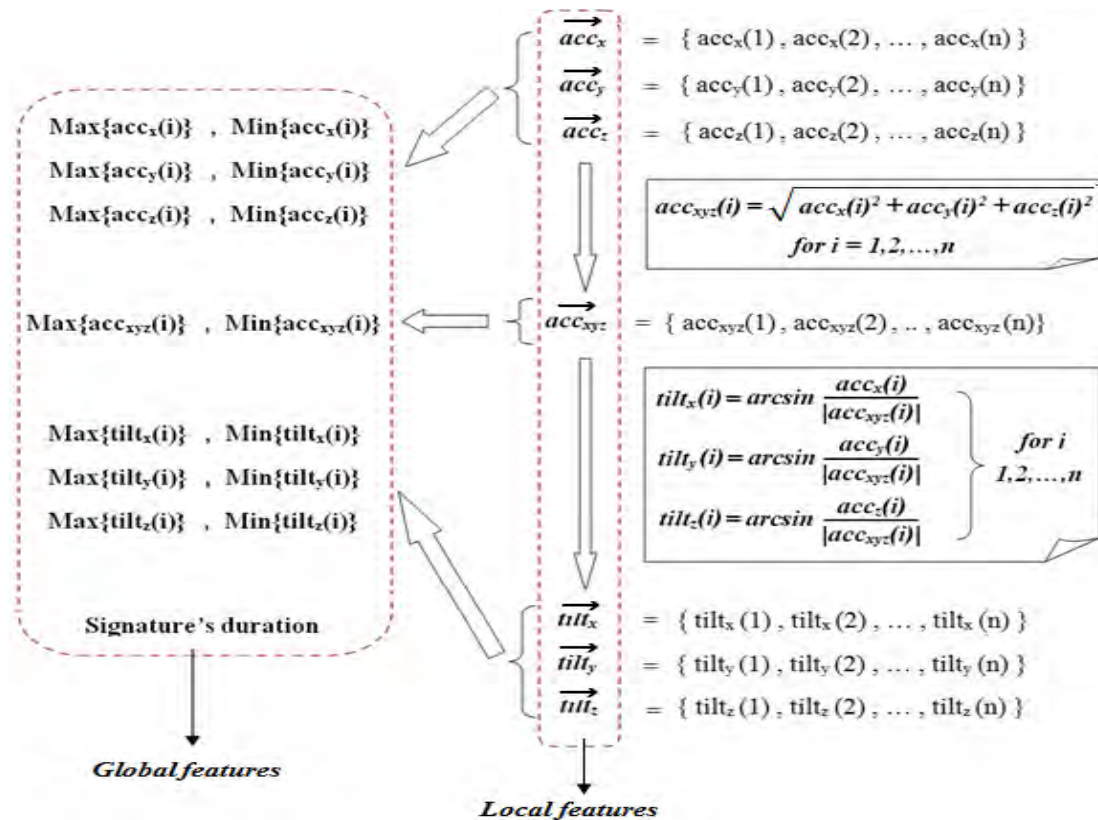 acc_x = { acc_x(1) , acc_x(2) , … , acc_x(n) }
acc_y = { acc_y(1) , acc_y(2) , … , acc_y(n) }
acc_z = { acc_z(1) , acc_z(2) , … , acc_z(n) }
Max{acc_x(i)} , Min{acc_x(i)}
Max{acc_y(i)} , Min{acc_y(i)}
Max{acc_z(i)} , Min{acc_z(i)}
acc_xyz(i) = √ acc_x(i)² + acc_y(i)² + acc_z(i)²
for i = 1,2,…,n
Max{acc_xyz(i)} , Min{acc_xyz(i)}
acc_xyz = { acc_xyz(1) , acc_xyz(2) , .. , acc_xyz(n)}
tilt_x(i) = arcsin acc_x(i) / |acc_xyz(i)|
tilt_y(i) = arcsin acc_y(i) / |acc_xyz(i)|
tilt_z(i) = arcsin acc_z(i) / |acc_xyz(i)|
for i
1,2,…,n
Max{tilt_x(i)} , Min{tilt_x(i)}
Max{tilt_y(i)} , Min{tilt_y(i)}
Max{tilt_z(i)} , Min{tilt_z(i)}
Signature's duration
tilt_x = { tilt_x (1) , tilt_x (2) , … , tilt_x (n) }
tilt_y = { tilt_y (1) , tilt_y (2) , … , tilt_y (n) }
tilt_z = { tilt_z (1) , tilt_z (2) , … , tilt_z (n) }
Global features
Local features